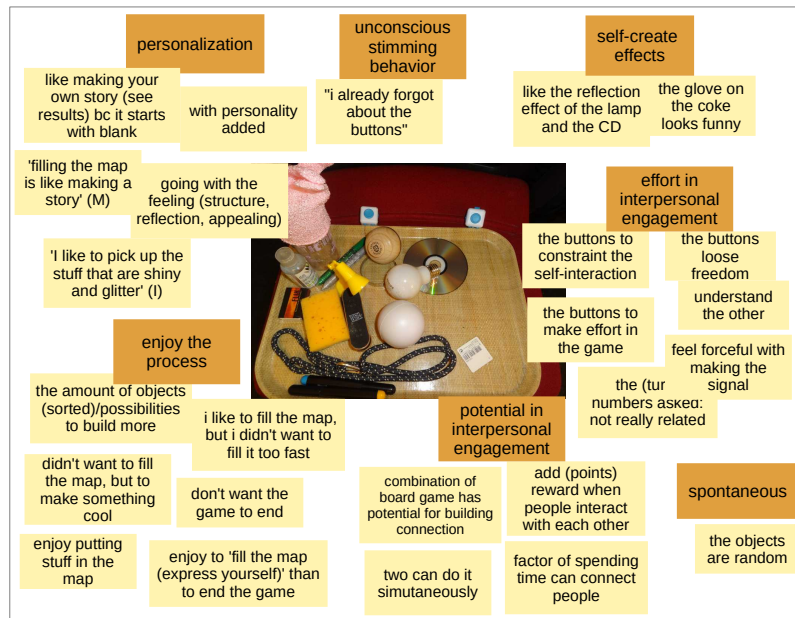 personalization
like making your
own story (see
results) bc it starts
with blank
with personality
added
'filling the map
is like making a
story' (M)
going with the
feeling (structure,
reflection, appealing)
'I like to pick up the
stuff that are shiny
and glitter' (I)
unconscious
stimming
behavior
"i already forgot
about the
buttons"
self-create
effects
like the reflection
effect of the lamp
and the CD
the glove on
the coke
looks funny
effort in
interpersonal
engagement
the buttons to
constraint the
self-interaction
the buttons
loose
freedom
understand
the other
the buttons to
make effort in
the game
feel forceful with
making the
signal
the (tur
numbers asked:
not really related
enjoy the
process
the amount of objects
(sorted)/possibilities
to build more
i like to fill the map,
but i didn't want to
fill it too fast
didn't want to fill
the map, but to
make something
cool
don't want the
game to end
enjoy putting
stuff in the
map
enjoy to 'fill the map
(express yourself)' than
to end the game
potential in
interpersonal
engagement
combination of
board game has
potential for building
connection
add (points)
reward when
people interact
with each other
two can do it
simutaneously
factor of spending
time can connect
people
spontaneous
the objects
are random